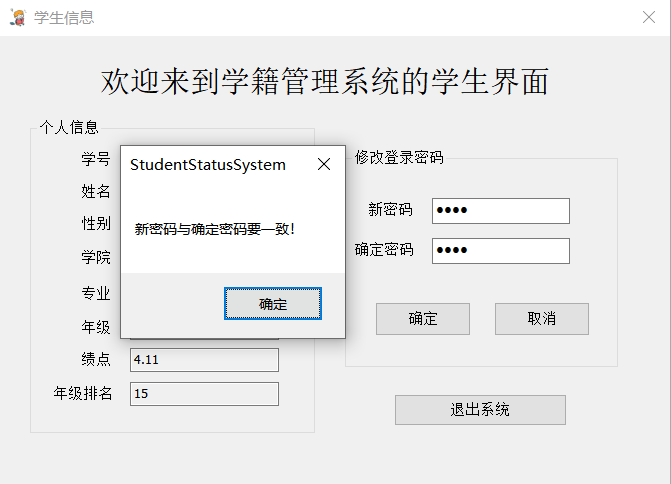 学生信息
欢迎来到学籍管理系统的学生界面
个人信息
学号
姓名
性别
学院
专业
年级
绩点 4.11
年级排名 15
StudentStatusSystem
新密码与确定密码要一致!
确定
修改登录密码
新密码 ●●●●
确定密码 ●●●●
确定 取消
退出系统